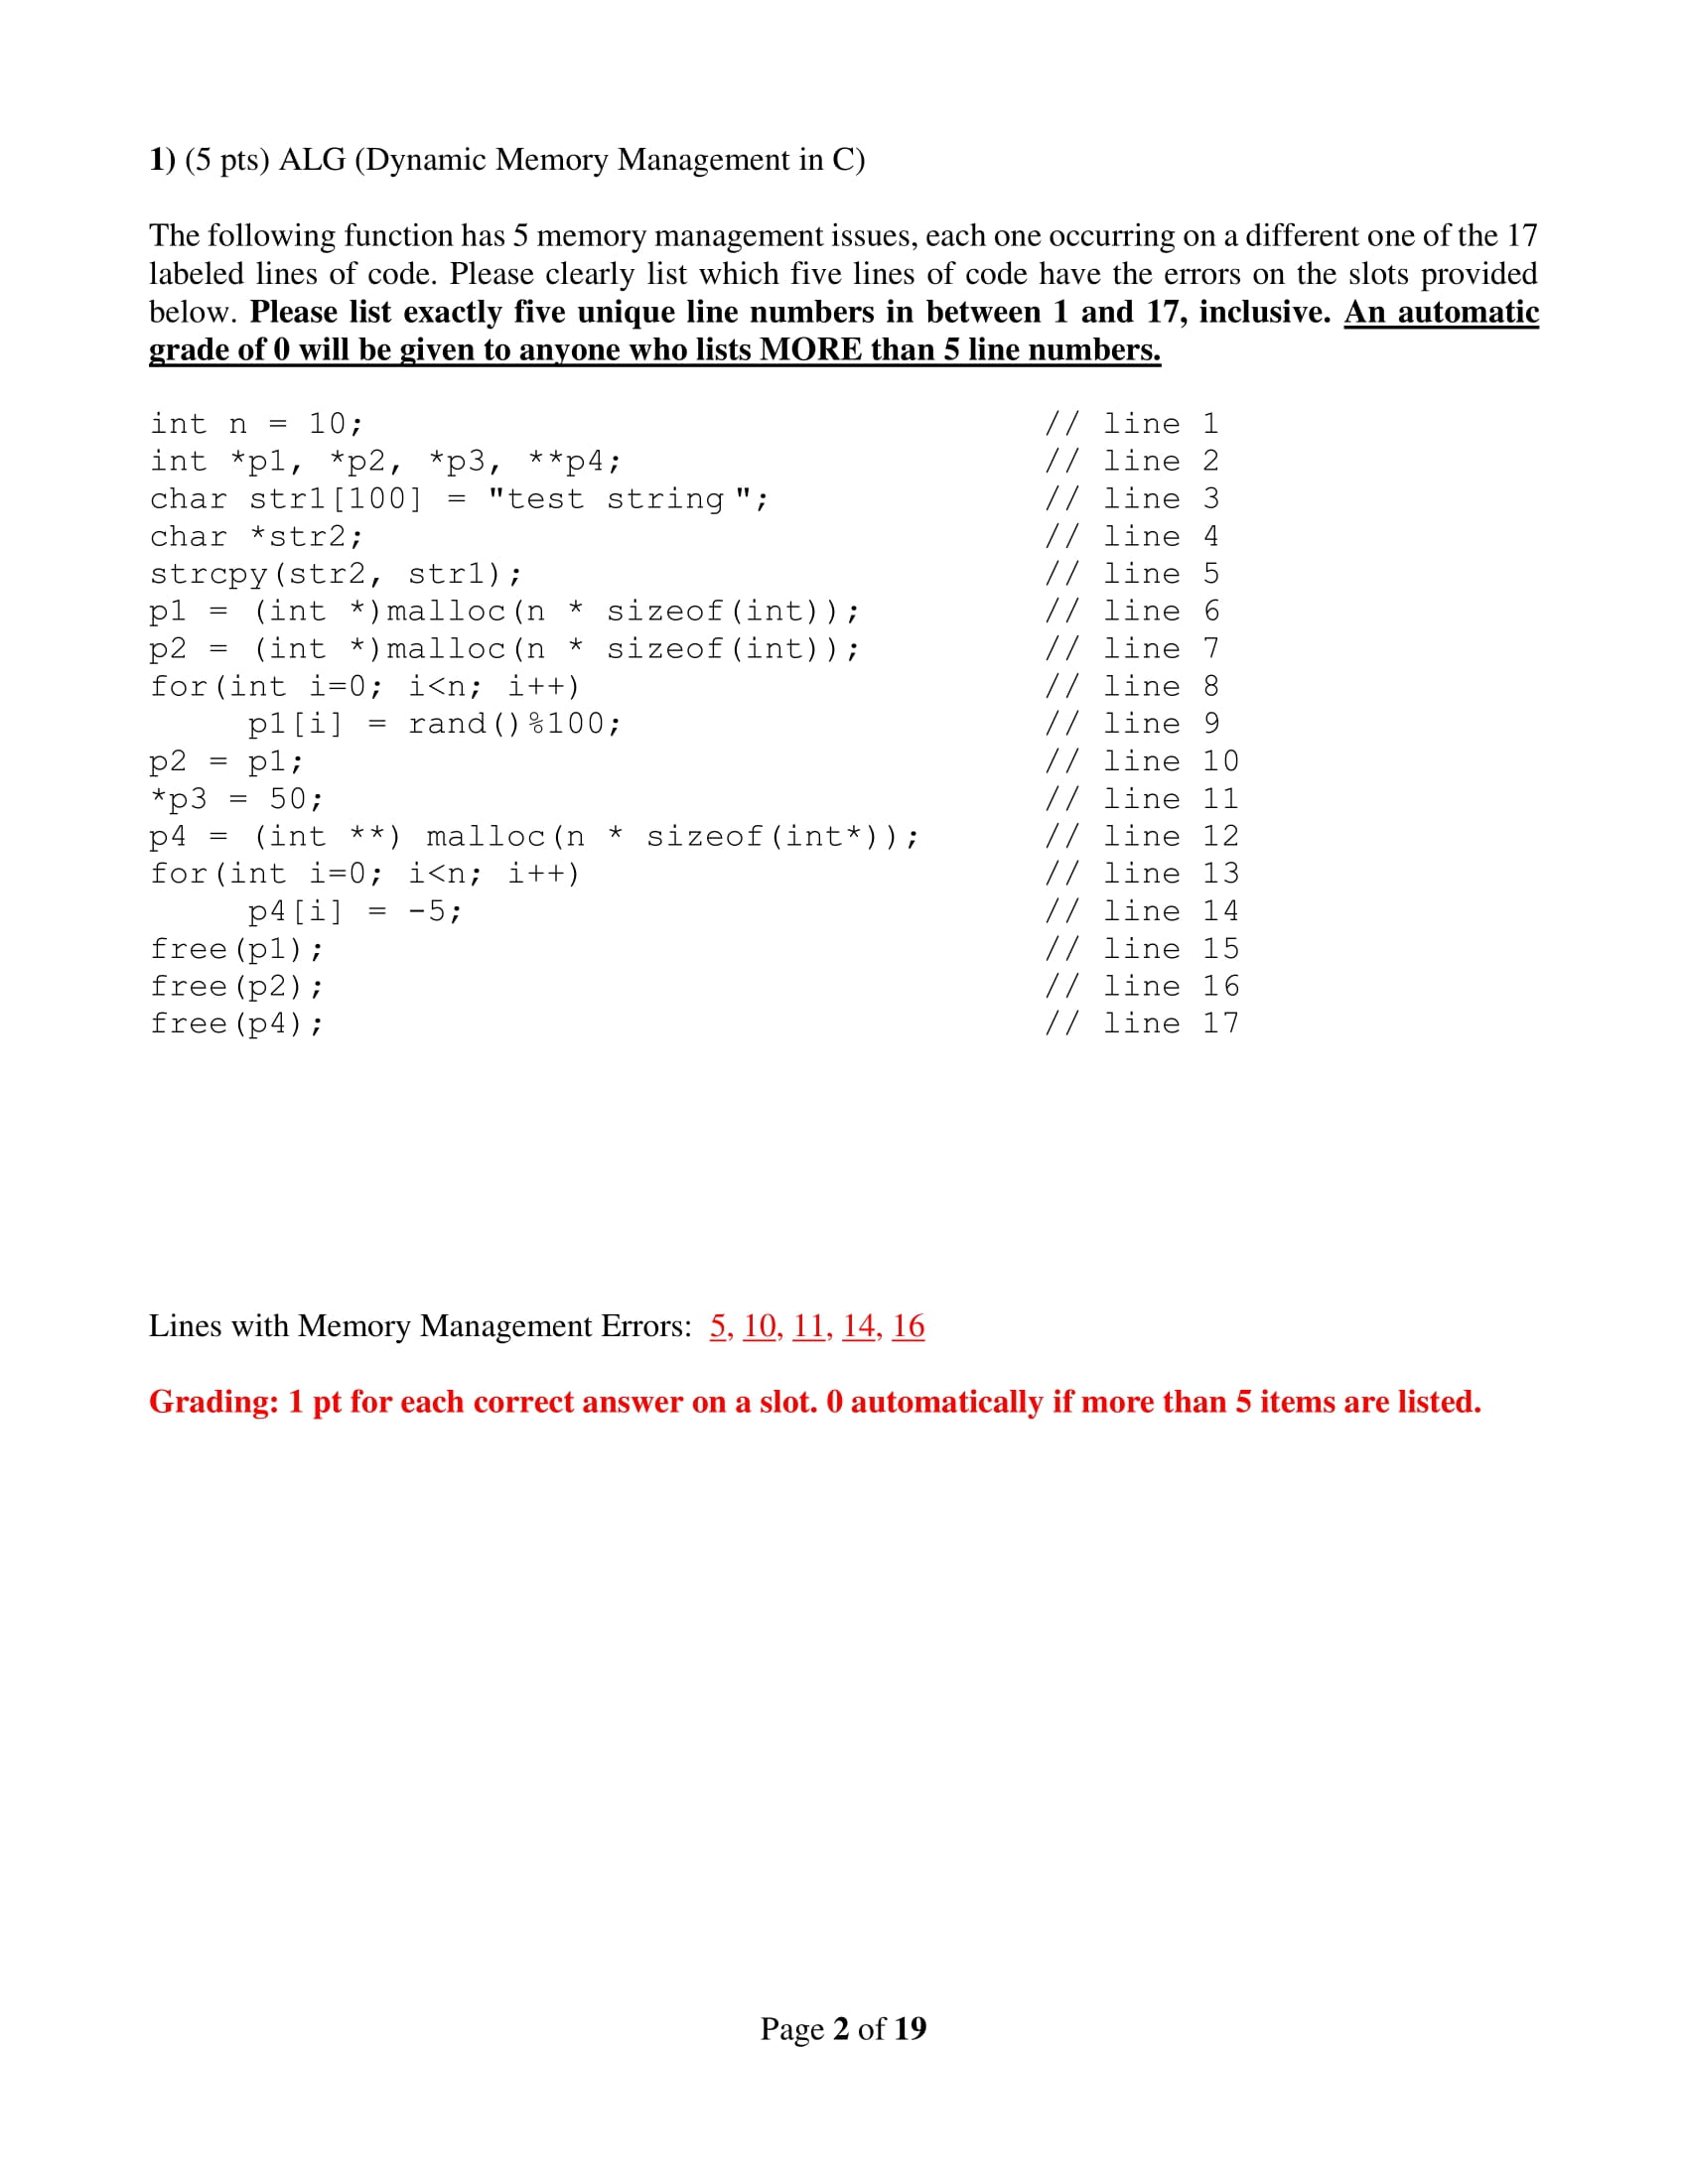 1) (5 pts) ALG (Dynamic Memory Management in C)
The following function has 5 memory management issues, each one occurring on a different one of the 17
labeled lines of code. Please clearly list which five lines of code have the errors on the slots provided
below. Please list exactly five unique line numbers in between 1 and 17, inclusive. An automatic
grade of 0 will be given to anyone who lists MORE than 5 line numbers.
int n = 10; // line 1
int *p1, *p2, *p3, **p4; // line 2
char str1[100] = "test string"; // line 3
char *str2; // line 4
strcpy(str2, str1); // line 5
p1 = (int *)malloc(n * sizeof(int)); // line 6
p2 = (int *)malloc(n * sizeof(int)); // line 7
for(int i=0; i<n; i++) // line 8
p1[i] = rand()%100; // line 9
p2 = p1; // line 10
*p3 = 50; // line 11
p4 = (int **) malloc(n * sizeof(int*)); // line 12
for(int i=0; i<n; i++) // line 13
p4[i] = -5; // line 14
free(p1); // line 15
free(p2); // line 16
free(p4); // line 17
Lines with Memory Management Errors: 5, 10, 11, 14, 16
Grading: 1 pt for each correct answer on a slot. 0 automatically if more than 5 items are listed.
Page 2 of 19